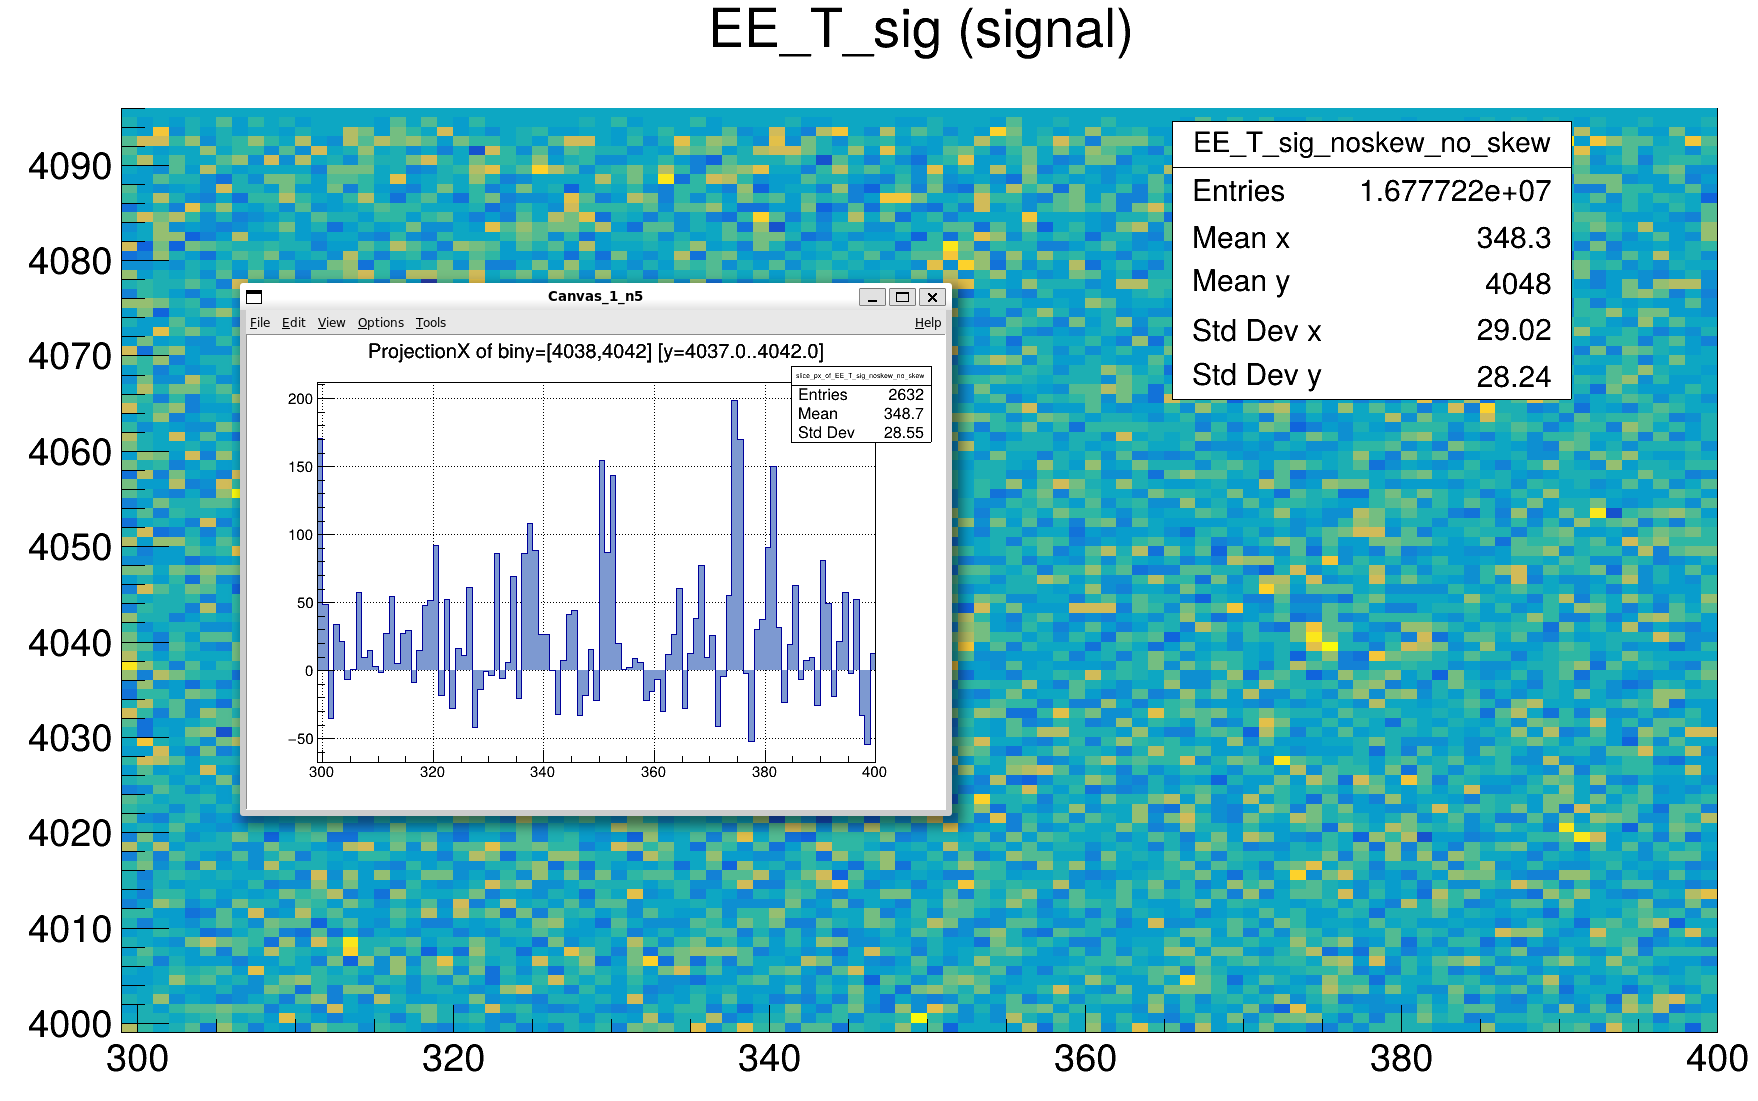 EE_T_sig (signal)
EE_T_sig_noskew_no_skew
Entries 1.677722e+07
Mean x 348.3
Mean y 4048
Std Dev x 29.02
Std Dev y 28.24
4090
4080
4070
4060
4050
4040
4030
4020
4010
4000
300 320 340 360 380 400
Canvas_1_n5
File Edit View Options Tools Help
ProjectionX of biny=[4038,4042] [y=4037.0..4042.0]
slice_px_of_EE_T_sig_noskew_no_skew
Entries 2632
Mean 348.7
Std Dev 28.55
200
150
100
50
0
−50
300 320 340 360 380 400